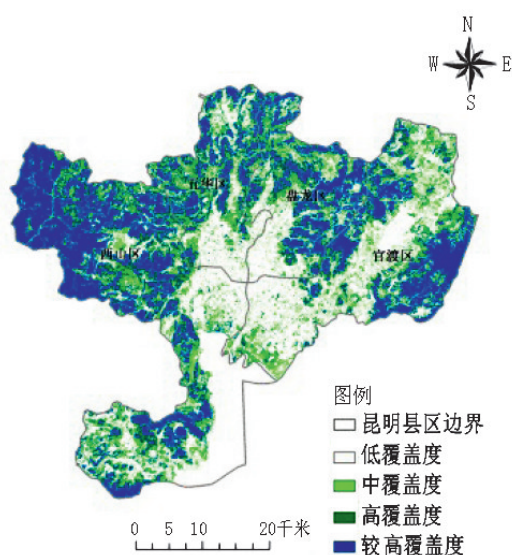 N
W E
S
五华区
盘龙区
西山区
官渡区
图例
昆明县区边界
低覆盖度
中覆盖度
高覆盖度
较高覆盖度
0 5 10 20千米